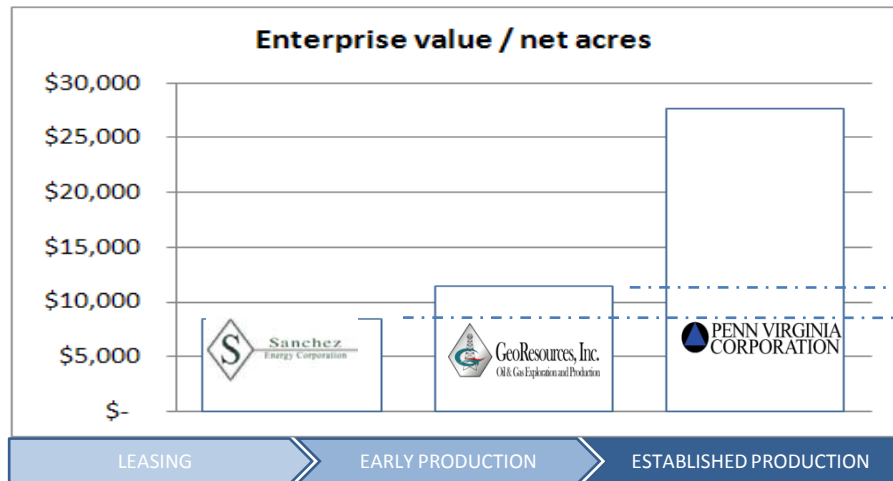 Enterprise value / net acres
$30,000
$25,000
$20,000
$15,000
$10,000
$5,000
$-
S
Sanchez
Energy Corporation
G
GeoResources, Inc.
Oil & Gas Exploration and Production
PENN VIRGINIA
CORPORATION
LEASING
EARLY PRODUCTION
ESTABLISHED PRODUCTION